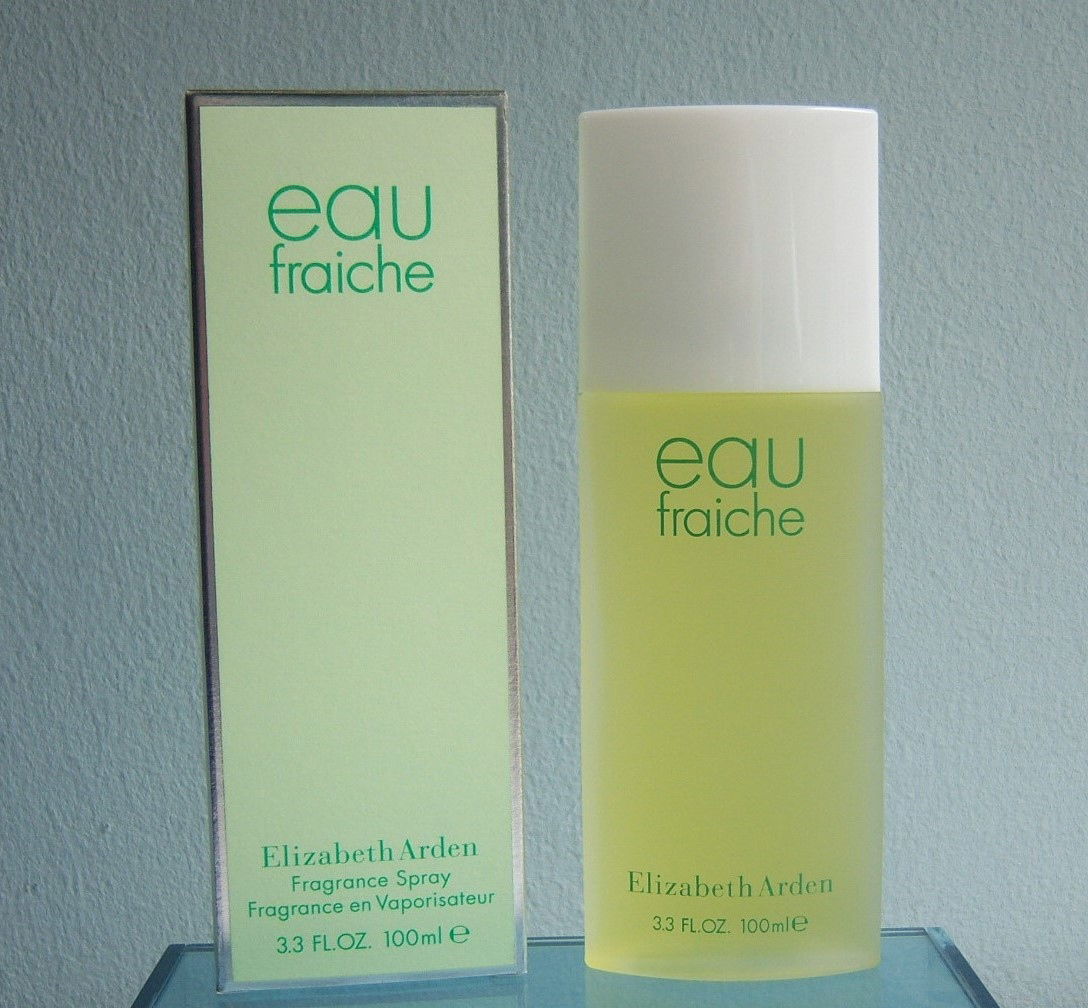 eau
fraiche
Elizabeth Arden
Fragrance Spray
Fragrance en Vaporisateur
3.3 FL.OZ. 100ml ℮
eau
fraiche
Elizabeth Arden
3.3 FL.OZ. 100ml ℮